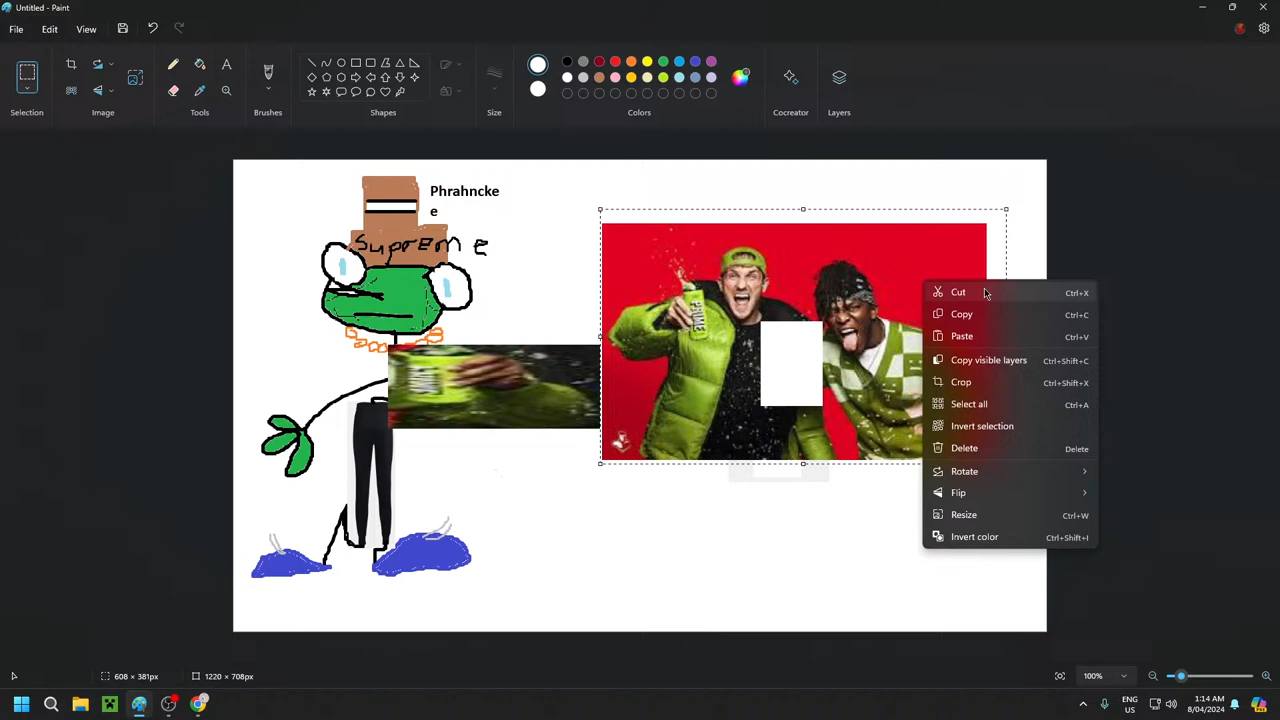 Untitled - Paint
File Edit View
Selection Image Tools Brushes Shapes Size Colors Cocreator Layers
Phrahncke
e
Supreme
PRIME
Cut Ctrl+X
Copy Ctrl+C
Paste Ctrl+V
Copy visible layers Ctrl+Shift+C
Crop Ctrl+Shift+X
Select all Ctrl+A
Invert selection
Delete Delete
Rotate
Flip
Resize Ctrl+W
Invert color Ctrl+Shift+I
608 × 381px 1220 × 708px 100%
ENG
US
1:14 AM
8/04/2024